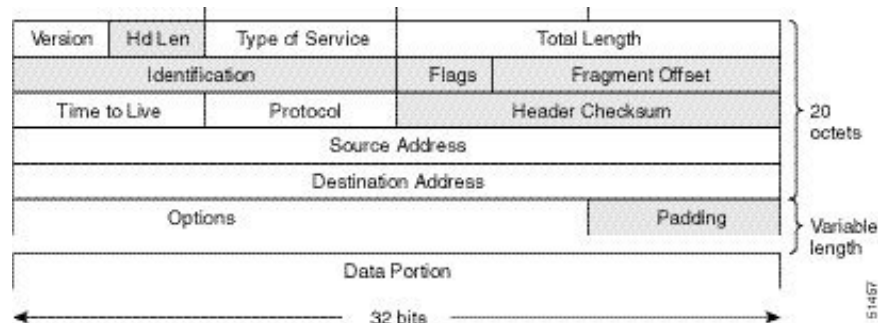 Version Hd Len Type of Service Total Length
Identification Flags Fragment Offset
Time to Live Protocol Header Checksum
20 octets
Source Address
Destination Address
Options Padding
Variable length
Data Portion
32 bits
51457